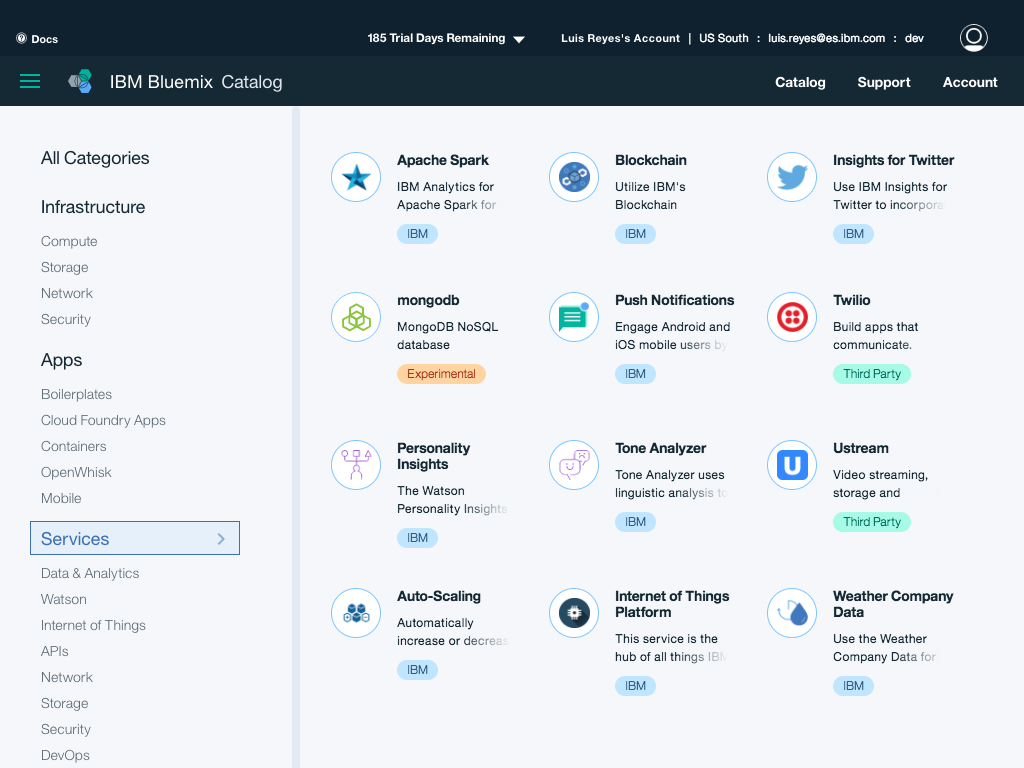 Docs
185 Trial Days Remaining
Luis Reyes's Account | US South : luis.reyes@es.ibm.com : dev
IBM Bluemix Catalog
Catalog Support Account
All Categories
Infrastructure
Compute
Storage
Network
Security
Apps
Boilerplates
Cloud Foundry Apps
Containers
OpenWhisk
Mobile
Services
Data & Analytics
Watson
Internet of Things
APIs
Network
Storage
Security
DevOps
Apache Spark
IBM Analytics for
Apache Spark for
IBM
Blockchain
Utilize IBM's
Blockchain
IBM
Insights for Twitter
Use IBM Insights for
Twitter to incorpora
IBM
mongodb
MongoDB NoSQL
database
Experimental
Push Notifications
Engage Android and
iOS mobile users by
IBM
Twilio
Build apps that
communicate.
Third Party
Personality
Insights
The Watson
Personality Insights
IBM
Tone Analyzer
Tone Analyzer uses
linguistic analysis to
IBM
Ustream
Video streaming,
storage and
Third Party
Auto-Scaling
Automatically
increase or decreas
IBM
Internet of Things
Platform
This service is the
hub of all things IBM
IBM
Weather Company
Data
Use the Weather
Company Data for
IBM